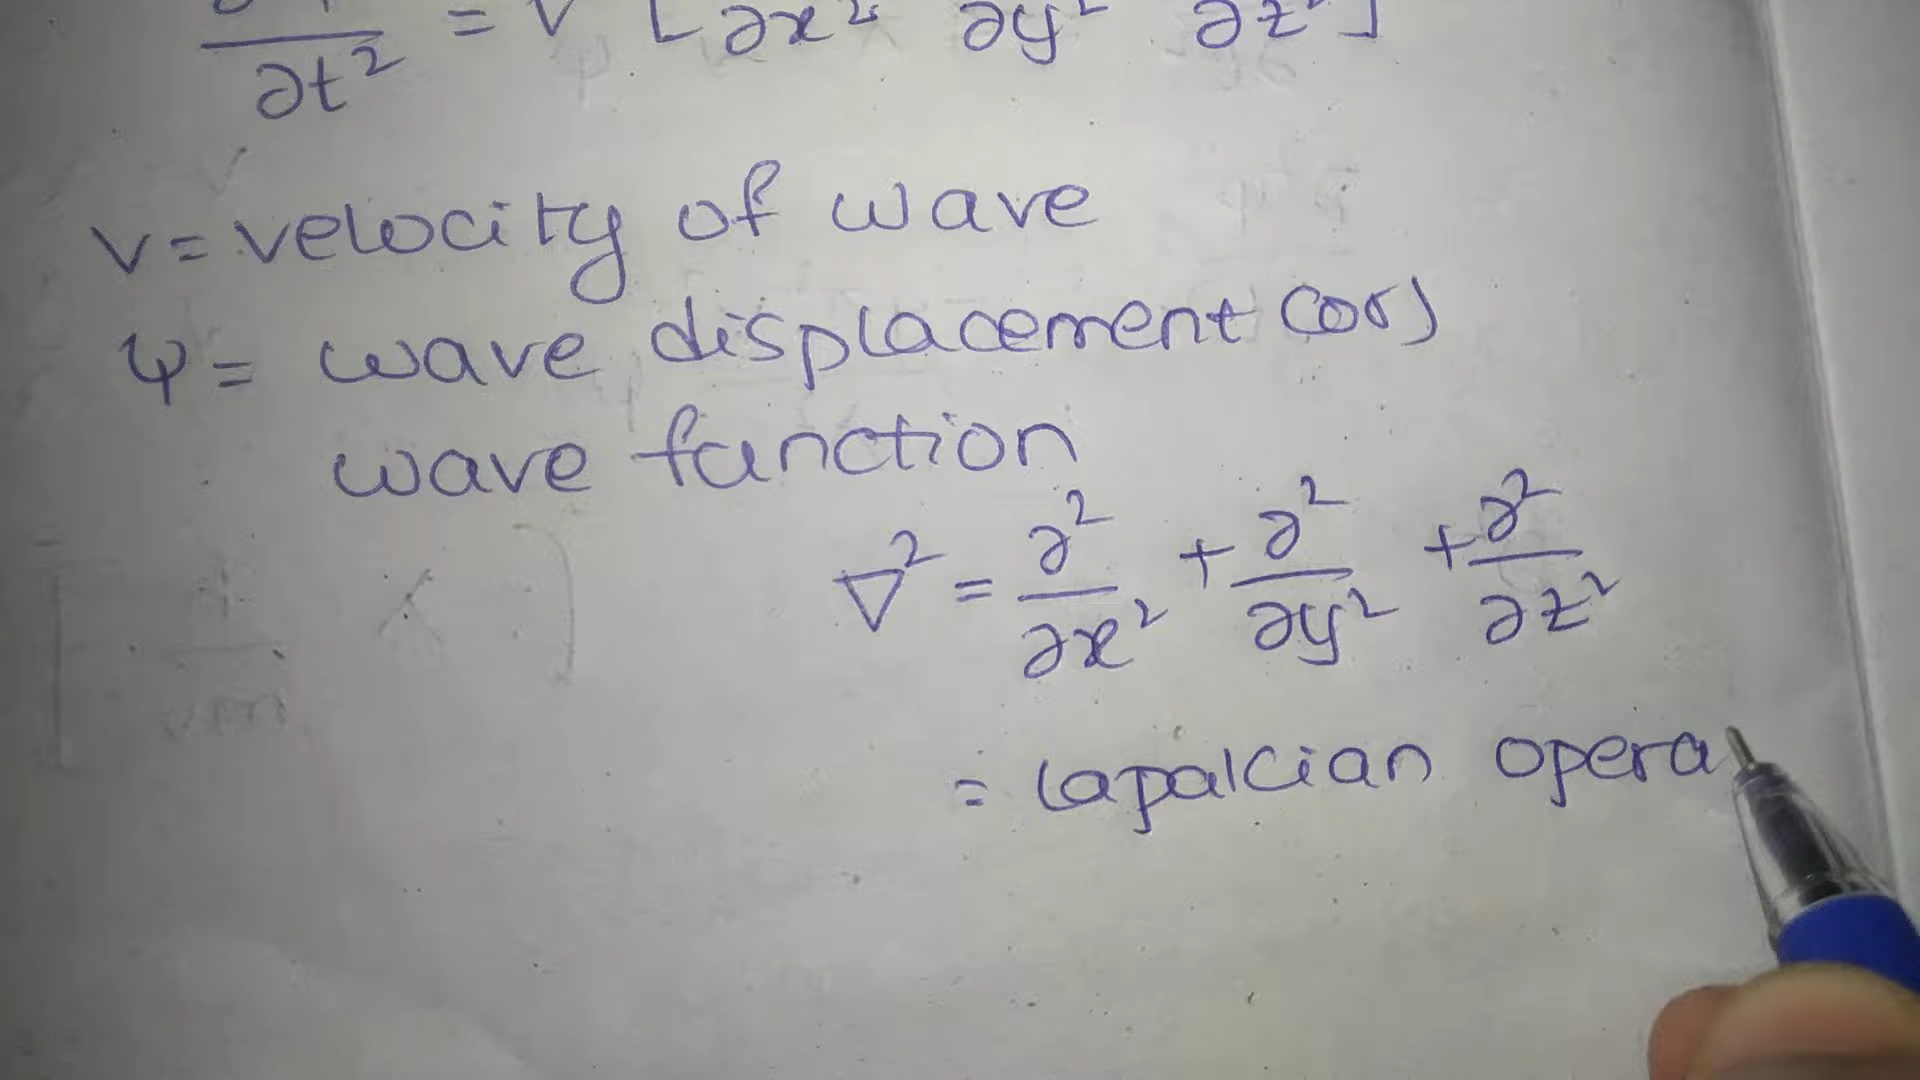 ∂t² = V [∂x² ∂y² ∂z²]
V = velocity of wave
ψ = wave displacement (or)
wave function
∇² = ∂²/∂x² + ∂²/∂y² + ∂²/∂z²
= lapalcian opera